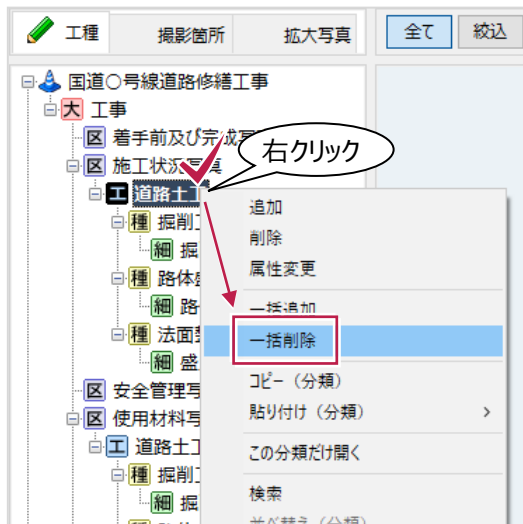 工種 撮影箇所 拡大写真 全て 絞込
国道〇号線道路修繕工事
大 工事
区 着手前及び完成
区 施工状況写真
右クリック
工 道路土工
種 掘削
細 掘
種 路体
細 路
種 法面
細 盛
区 安全管理写
区 使用材料写
工 道路土工
種 掘削
細 掘
種
追加
削除
属性変更
一括追加
一括削除
コピー（分類）
貼り付け（分類）
この分類だけ開く
検索
並べ替え（分類）